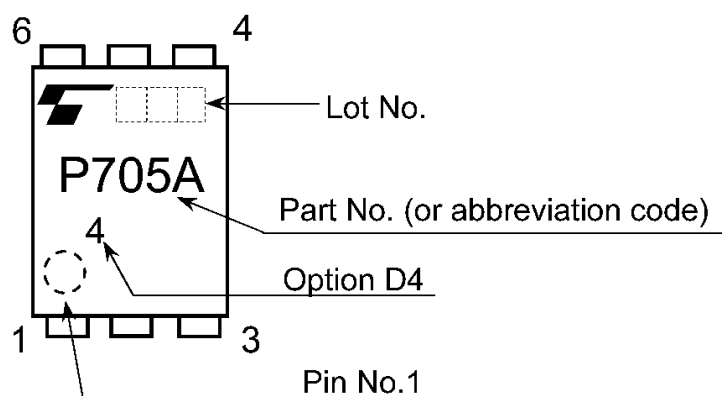 6 4
Lot No.
P705A
Part No. (or abbreviation code)
4
Option D4
1 3
Pin No.1